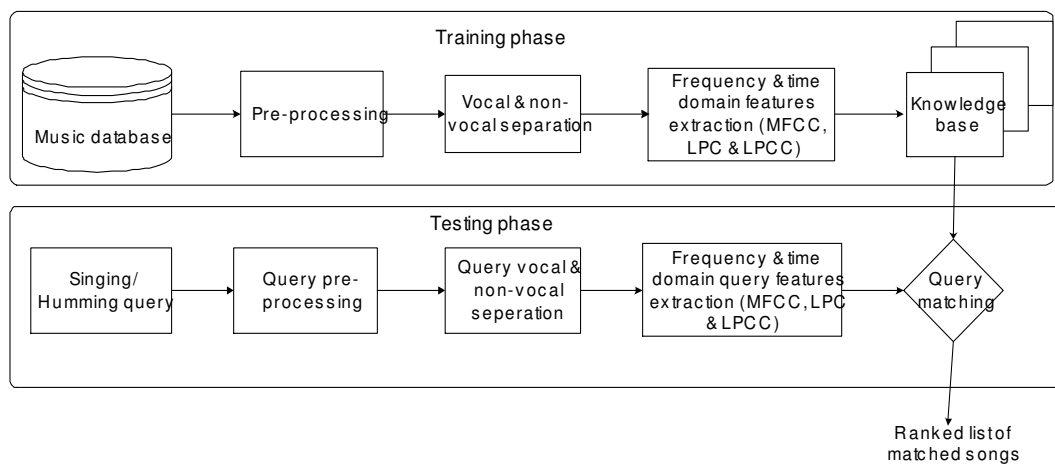 Training phase
Music database
Pre-processing
Vocal & non-
vocal separation
Frequency & time
domain features
extraction (MFCC,
LPC & LPCC)
Knowledge
base
Testing phase
Singing/
Humming query
Query pre-
processing
Query vocal &
non-vocal
seperation
Frequency & time
domain query features
extraction (MFCC, LPC
& LPCC)
Query
matching
Ranked list of
matched songs